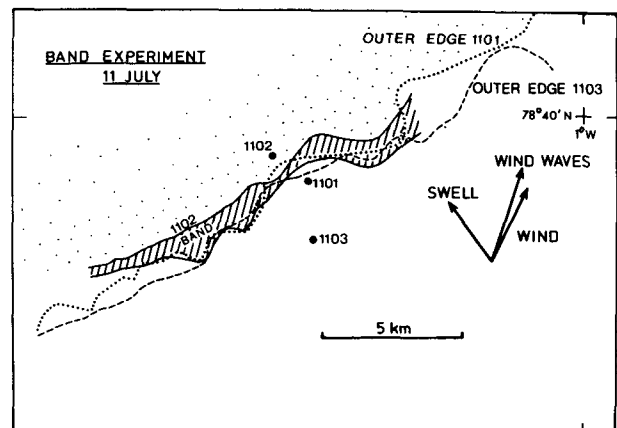 BAND EXPERIMENT
11 JULY
OUTER EDGE 1101
OUTER EDGE 1103
78°40'N
1°W
1102
1101
1103
1102
BAND
WIND WAVES
SWELL
WIND
5 km